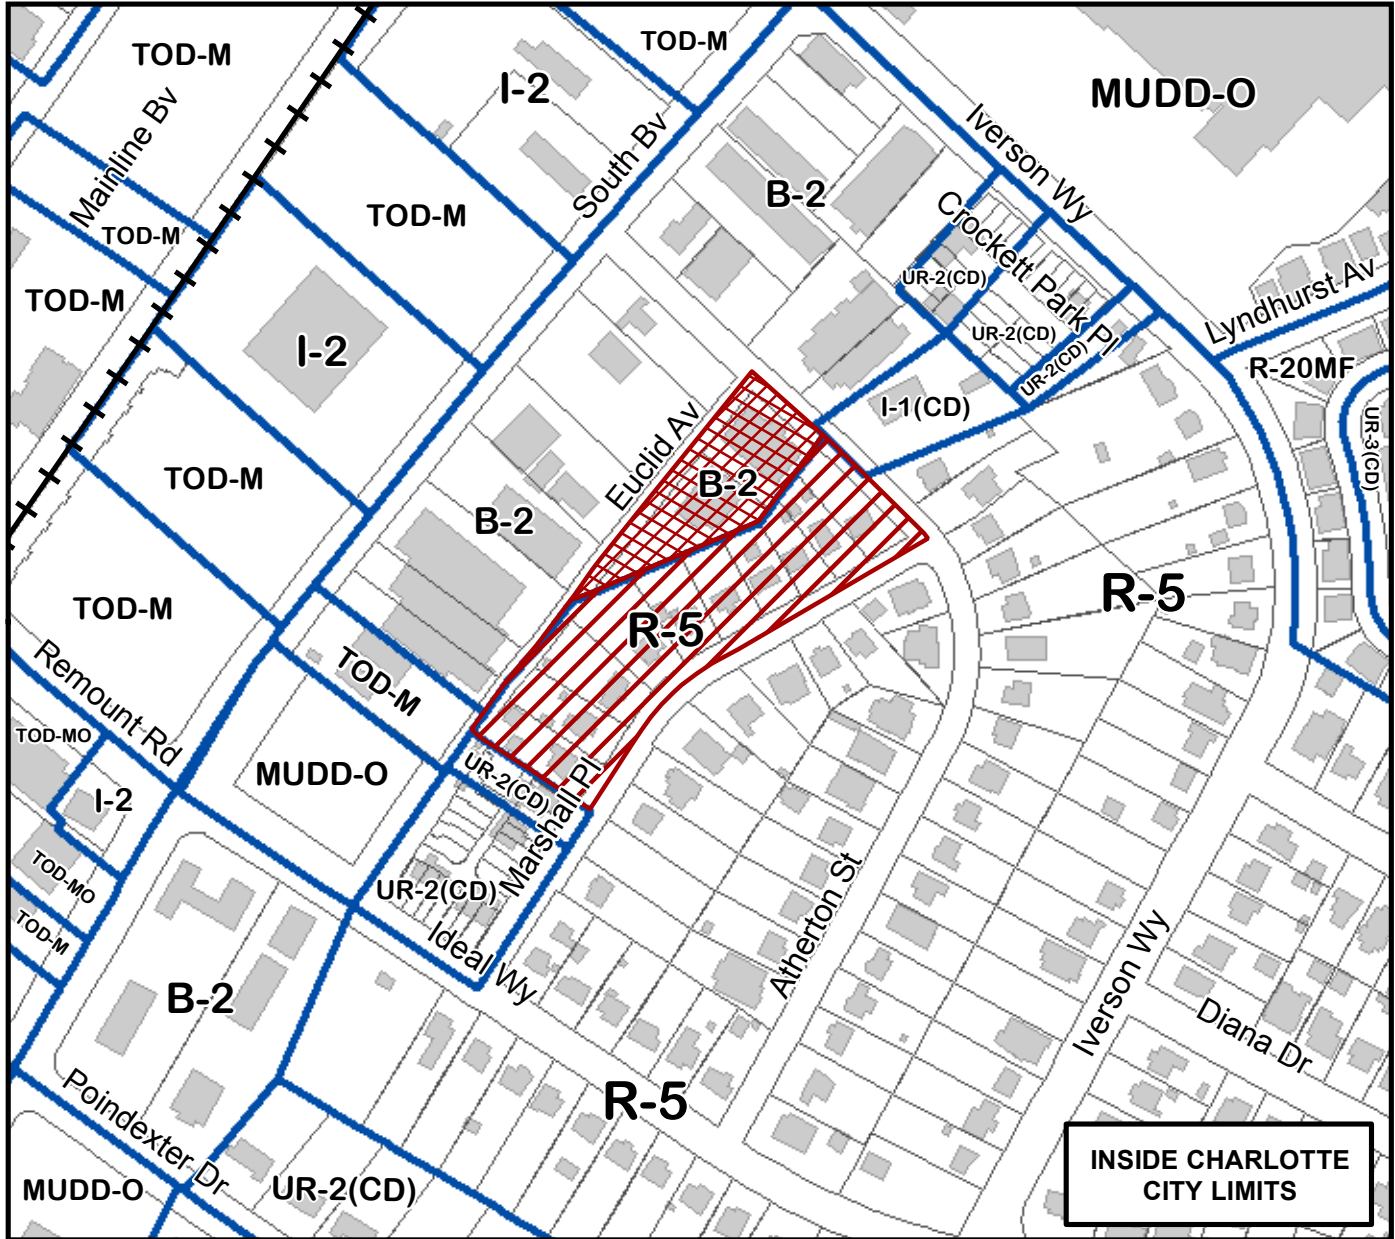 TOD-M
TOD-M
I-2
MUDD-O
Mainline Bv
South Bv
Iverson Wy
B-2
TOD-M
TOD-M
Crockett Park Pl
UR-2(CD)
TOD-M
Lyndhurst Av
UR-2(CD)
I-2
UR-2(CD)
R-20MF
I-1(CD)
UR-3(CD)
Euclid Av
TOD-M
B-2
B-2
R-5
TOD-M
R-5
Remount Rd
TOD-M
TOD-MO
MUDD-O
UR-2(CD)
Marshall Pl
I-2
TOD-MO
UR-2(CD)
TOD-M
Ideal Wy
Atherton St
Iverson Wy
B-2
Diana Dr
Poindexter Dr
R-5
MUDD-O
UR-2(CD)
INSIDE CHARLOTTE
CITY LIMITS